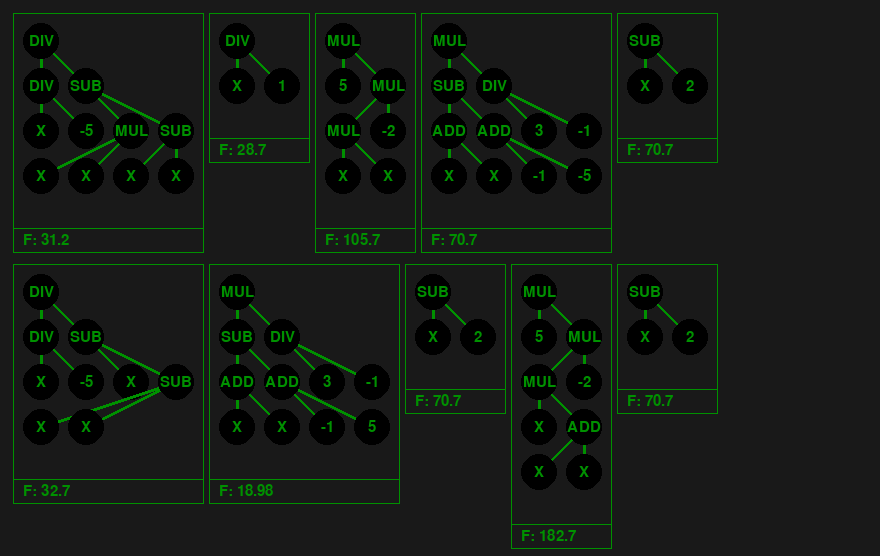 DIV
DIV SUB
X -5 MUL SUB
X X X X
F: 31.2
DIV
X 1
F: 28.7
MUL
5 MUL
MUL -2
X X
F: 105.7
MUL
SUB DIV
ADD ADD 3 -1
X X -1 -5
F: 70.7
SUB
X 2
F: 70.7
DIV
DIV SUB
X -5 X SUB
X X
F: 32.7
MUL
SUB DIV
ADD ADD 3 -1
X X -1 5
F: 18.98
SUB
X 2
F: 70.7
MUL
5 MUL
MUL -2
X ADD
X X
F: 182.7
SUB
X 2
F: 70.7